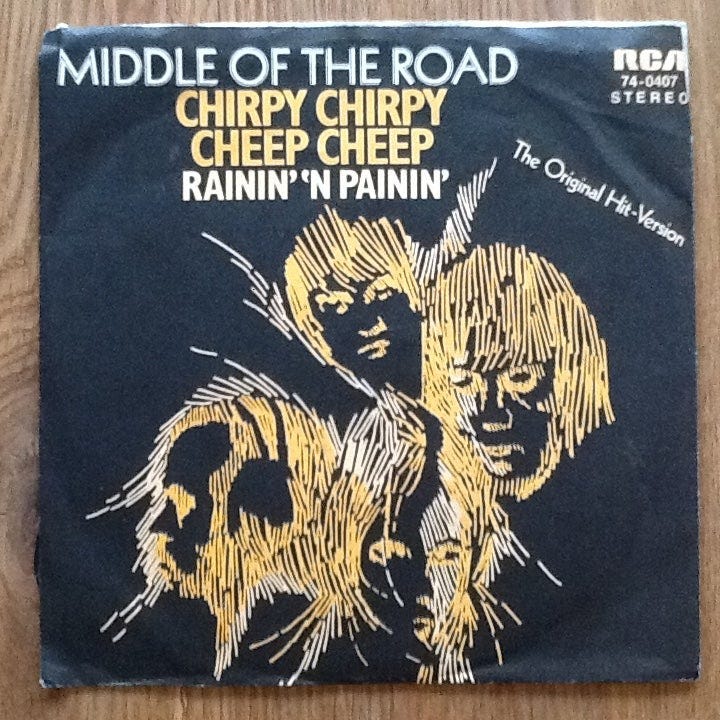 MIDDLE OF THE ROAD
CHIRPY CHIRPY
CHEEP CHEEP
RAININ' 'N PAININ'
RCA
74-0407
STEREO
The Original Hit-Version